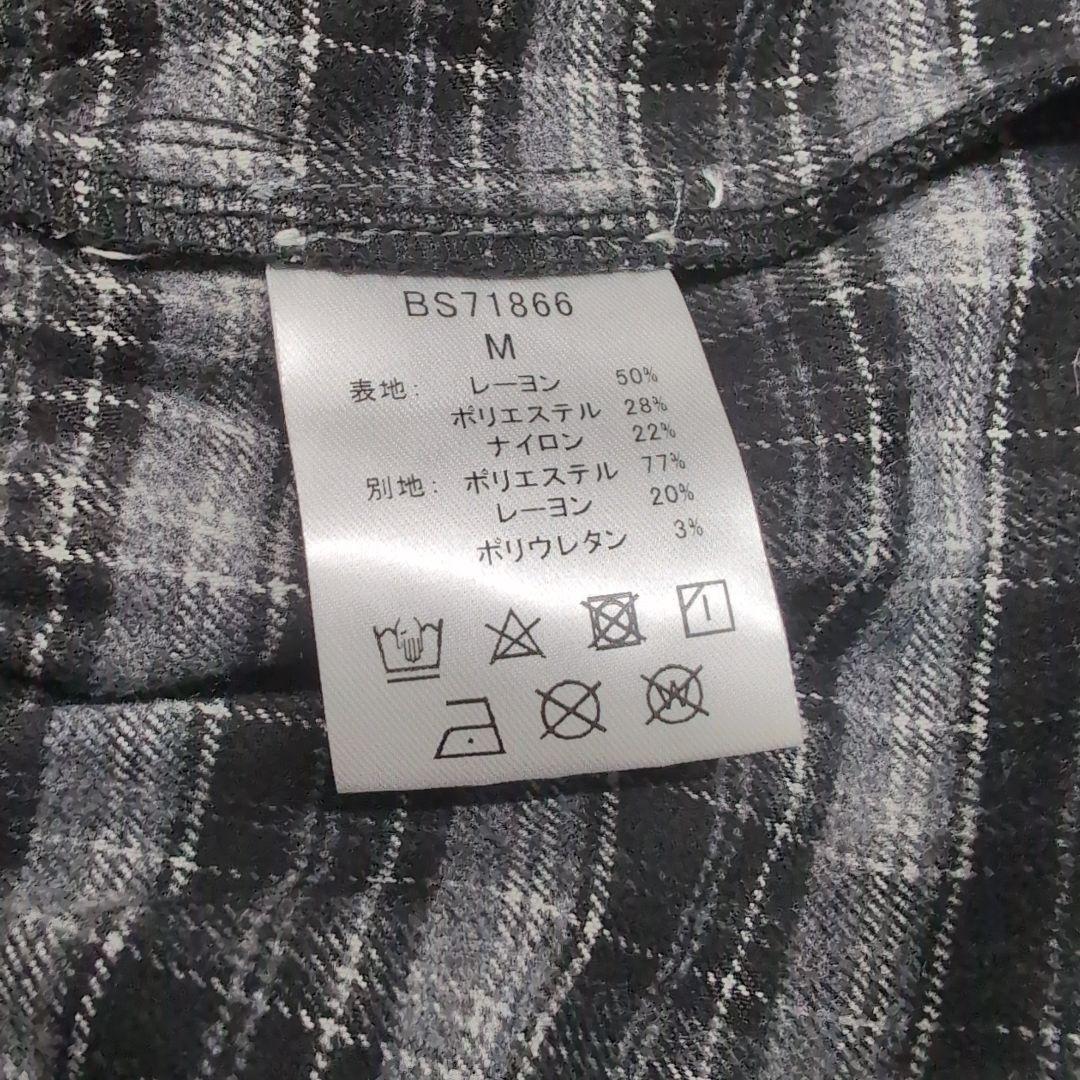 BS71866
M
表地: レーヨン 50%
ポリエステル 28%
ナイロン 22%
別地: ポリエステル 77%
レーヨン 20%
ポリウレタン 3%
W